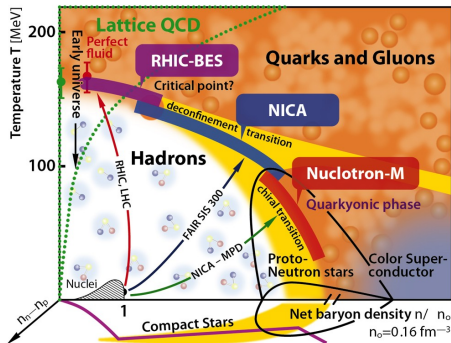 Temperature T [MeV]
200
100
Lattice QCD
Early universe
Perfect
fluid
RHIC-BES
Critical point?
Quarks and Gluons
NICA
deconfinement transition
Hadrons
Nuclotron-M
Quarkyonic phase
chiral transition
RHIC, LHC
FAIR SIS 300
NICA – MPD
Nuclei
Proto-
Neutron stars
Color Super-
conductor
1
Net baryon density n/ n₀
n₀=0.16 fm⁻³
Compact Stars
nₙ–nₚ